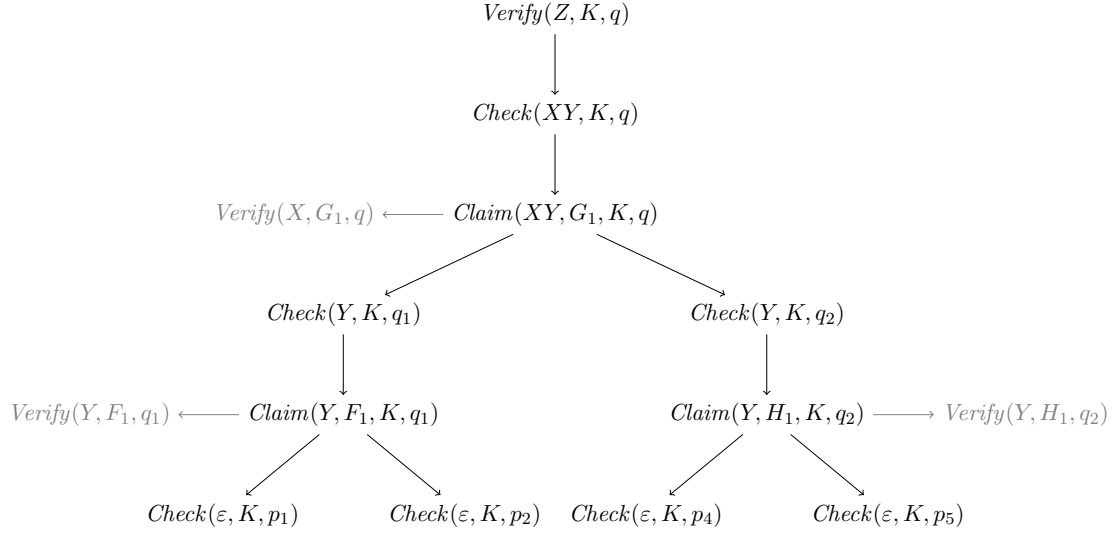 Verify(Z, K, q)
Check(XY, K, q)
Verify(X, G₁, q) Claim(XY, G₁, K, q)
Check(Y, K, q₁) Check(Y, K, q₂)
Verify(Y, F₁, q₁) Claim(Y, F₁, K, q₁) Claim(Y, H₁, K, q₂) Verify(Y, H₁, q₂)
Check(ε, K, p₁) Check(ε, K, p₂) Check(ε, K, p₄) Check(ε, K, p₅)